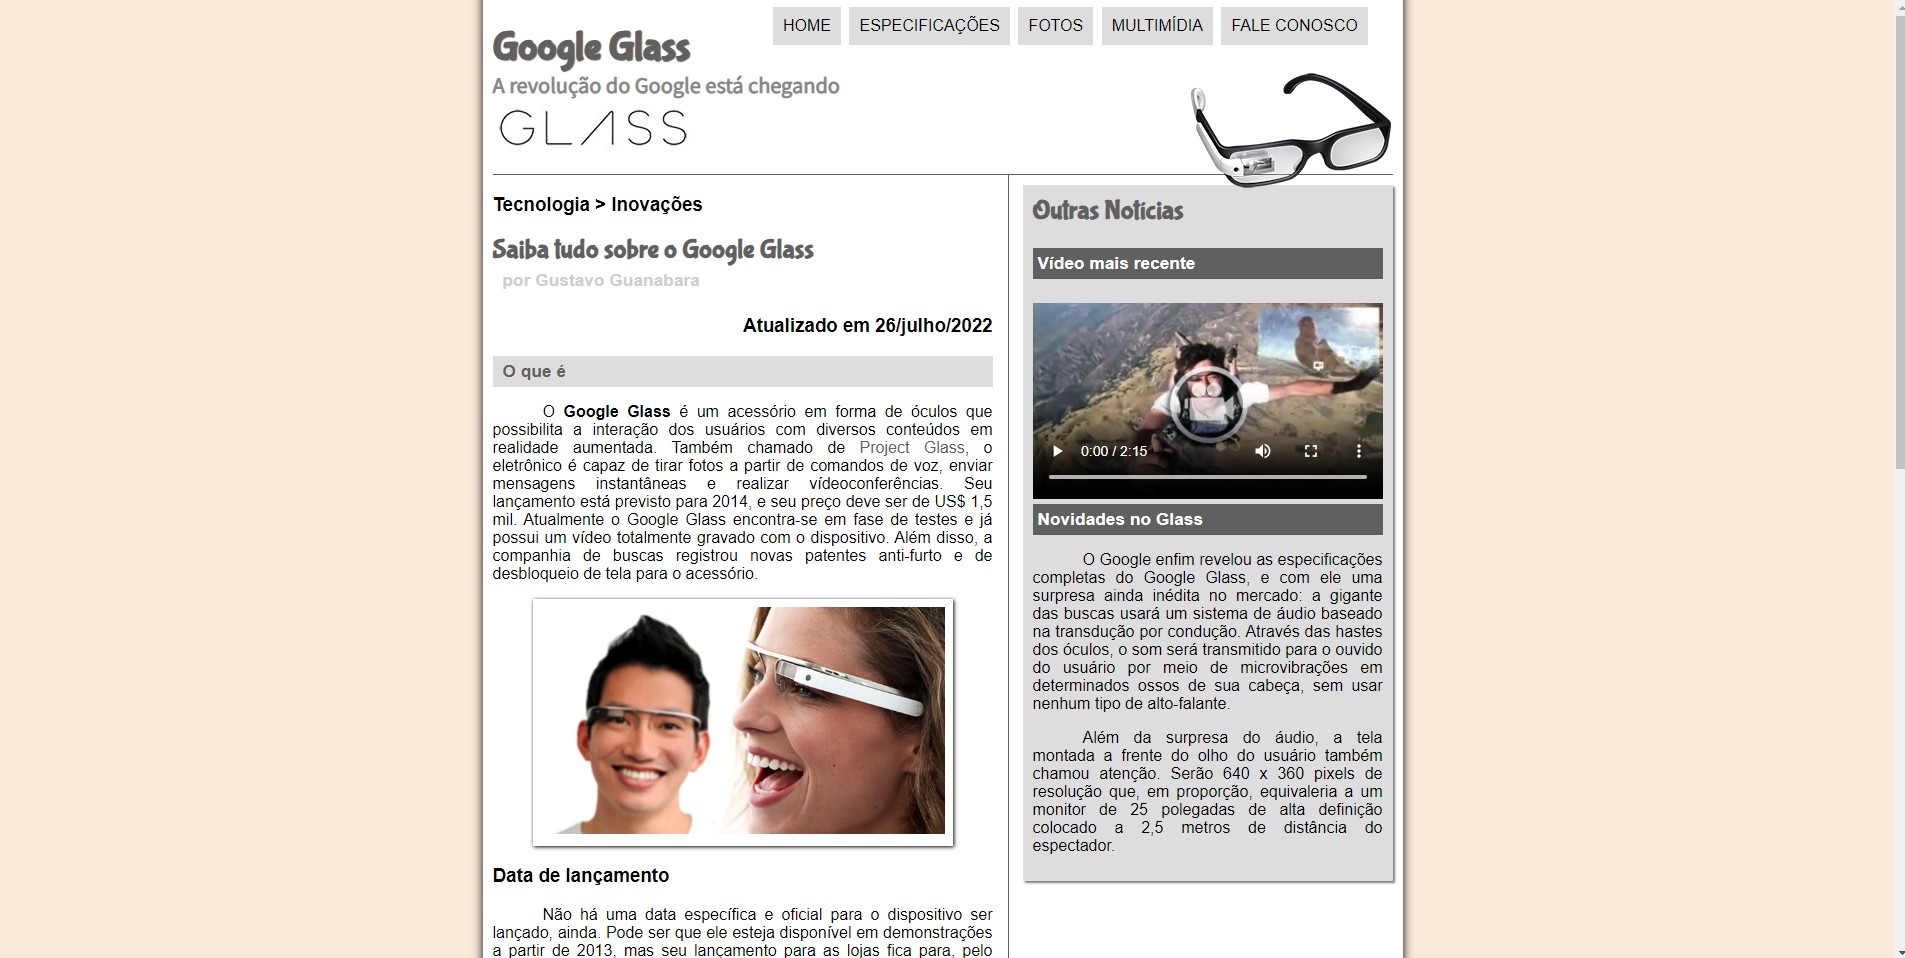 HOME ESPECIFICAÇÕES FOTOS MULTIMÍDIA FALE CONOSCO
Google Glass
A revolução do Google está chegando
GLASS
Tecnologia > Inovações
Saiba tudo sobre o Google Glass
por Gustavo Guanabara
Atualizado em 26/julho/2022
O que é
O Google Glass é um acessório em forma de óculos que
possibilita a interação dos usuários com diversos conteúdos em
realidade aumentada. Também chamado de Project Glass, o
eletrônico é capaz de tirar fotos a partir de comandos de voz, enviar
mensagens instantâneas e realizar vídeoconferências. Seu
lançamento está previsto para 2014, e seu preço deve ser de US$ 1,5
mil. Atualmente o Google Glass encontra-se em fase de testes e já
possui um vídeo totalmente gravado com o dispositivo. Além disso, a
companhia de buscas registrou novas patentes anti-furto e de
desbloqueio de tela para o acessório.
Data de lançamento
Não há uma data específica e oficial para o dispositivo ser
lançado, ainda. Pode ser que ele esteja disponível em demonstrações
a partir de 2013, mas seu lançamento para as lojas fica para, pelo
Outras Notícias
Vídeo mais recente
0:00 / 2:15
Novidades no Glass
O Google enfim revelou as especificações
completas do Google Glass, e com ele uma
surpresa ainda inédita no mercado: a gigante
das buscas usará um sistema de áudio baseado
na transdução por condução. Através das hastes
dos óculos, o som será transmitido para o ouvido
do usuário por meio de microvibrações em
determinados ossos de sua cabeça, sem usar
nenhum tipo de alto-falante.
Além da surpresa do áudio, a tela
montada a frente do olho do usuário também
chamou atenção. Serão 640 x 360 pixels de
resolução que, em proporção, equivaleria a um
monitor de 25 polegadas de alta definição
colocado a 2,5 metros de distância do
espectador.